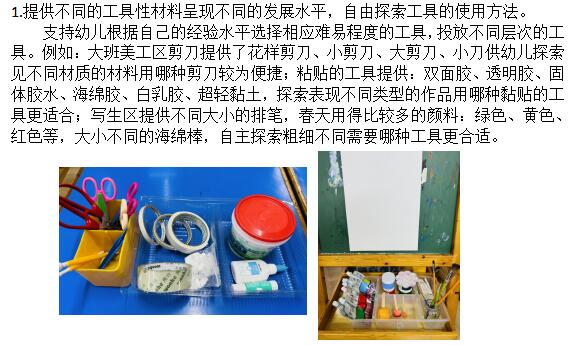 1.提供不同的工具性材料呈现不同的发展水平，自由探索工具的使用方法。
支持幼儿根据自己的经验水平选择相应难易程度的工具，投放不同层次的工
具。例如：大班美工区剪刀提供了花样剪刀、小剪刀、大剪刀、小刀供幼儿探索
见不同材质的材料用哪种剪刀较为便捷；粘贴的工具提供：双面胶、透明胶、固
体胶水、海绵胶、白乳胶、超轻黏土，探索表现不同类型的作品用哪种黏贴的工
具更适合；写生区提供不同大小的排笔，春天用得比较多的颜料：绿色、黄色、
红色等，大小不同的海绵棒，自主探索粗细不同需要哪种工具更合适。